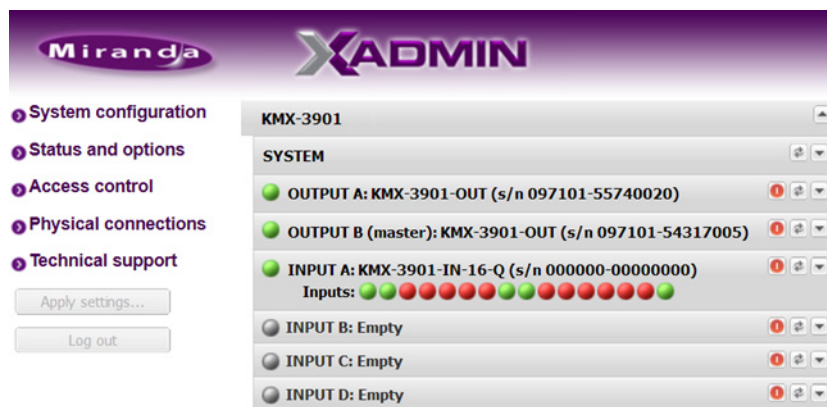 Miranda
XADMIN
System configuration
Status and options
Access control
Physical connections
Technical support
Apply settings...
Log out
KMX-3901
SYSTEM
OUTPUT A: KMX-3901-OUT (s/n 097101-55740020)
OUTPUT B (master): KMX-3901-OUT (s/n 097101-54317005)
INPUT A: KMX-3901-IN-16-Q (s/n 000000-00000000)
Inputs:
INPUT B: Empty
INPUT C: Empty
INPUT D: Empty